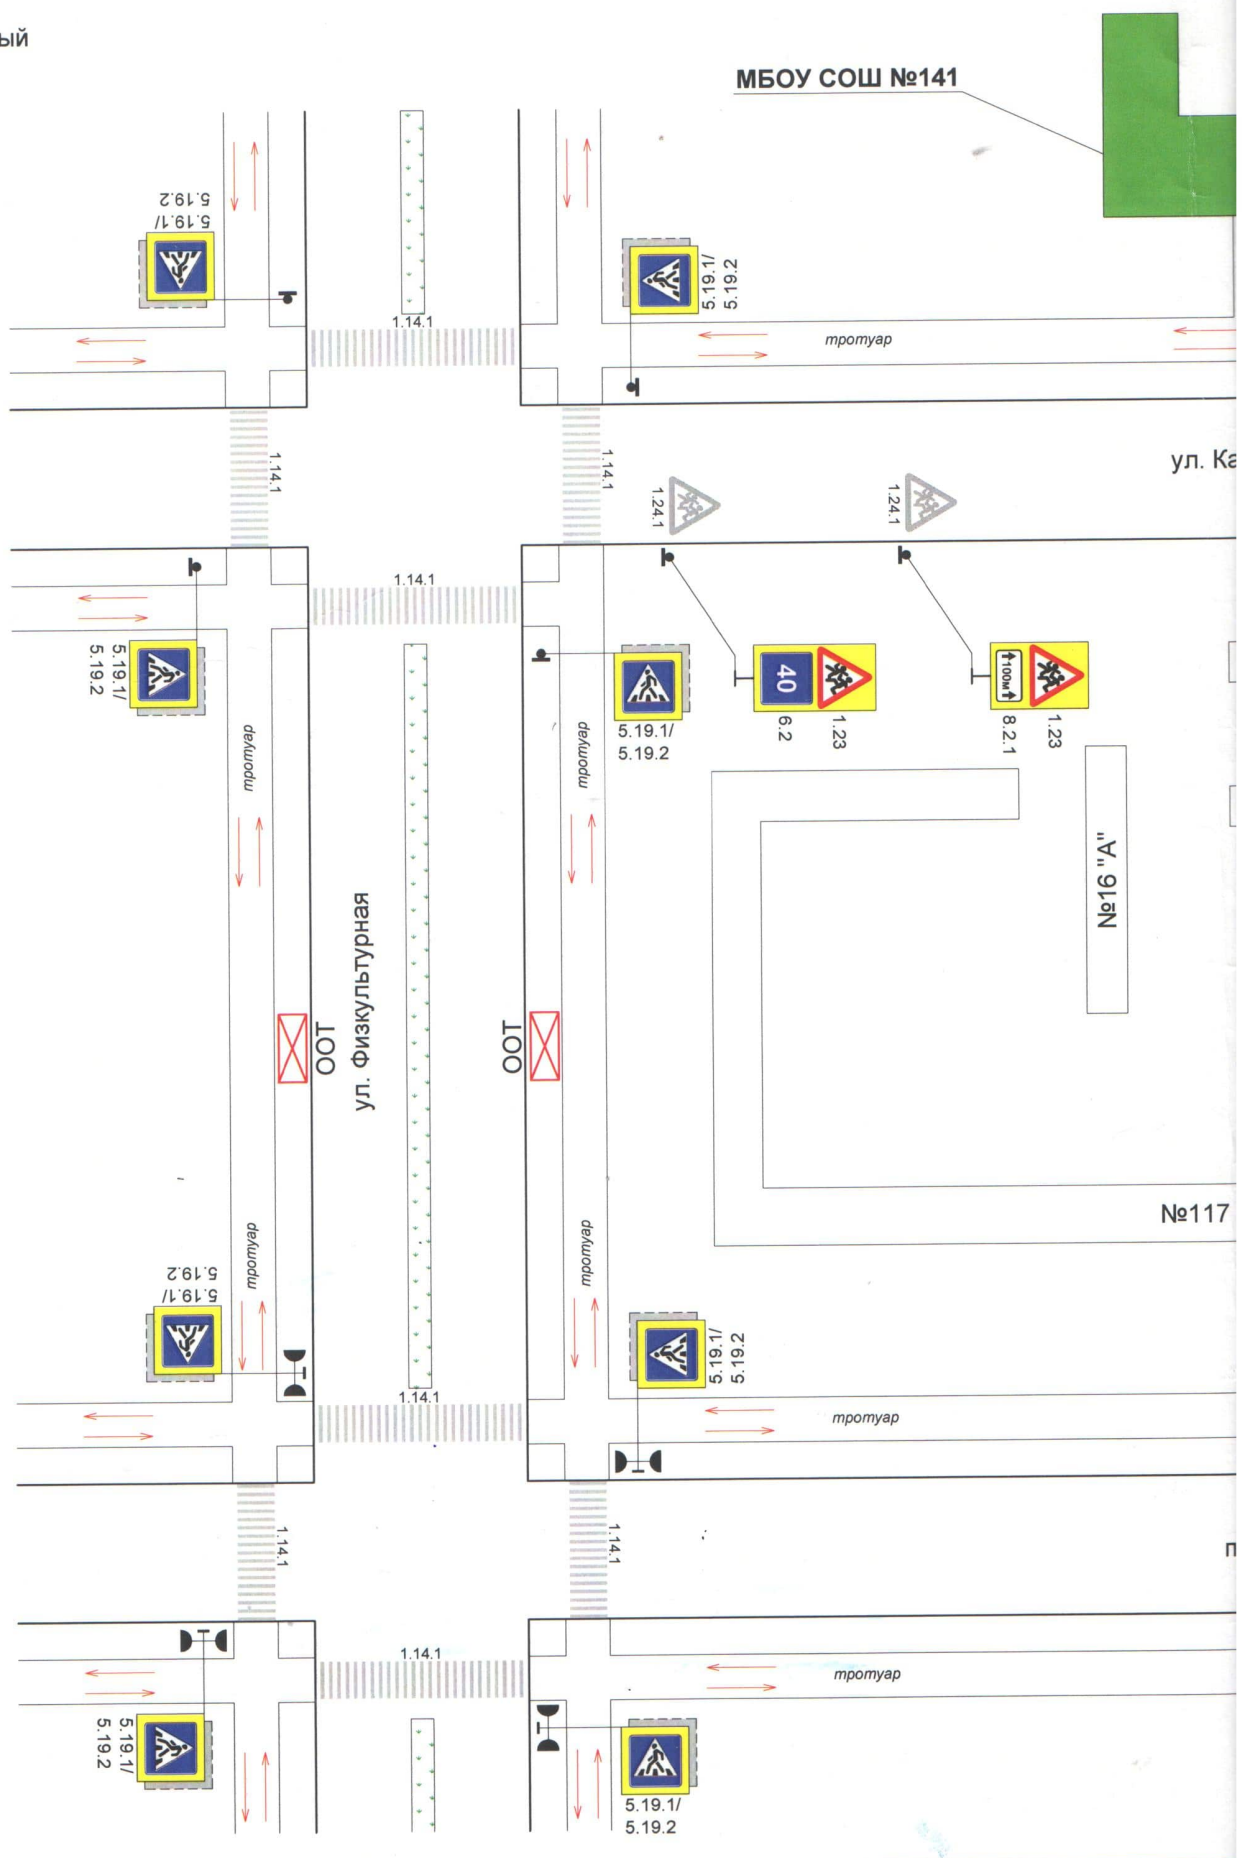 ый
МБОУ СОШ №141
5.19.1/
5.19.2
5.19.1/
5.19.2
1.14.1
тротуар
1.14.1
1.14.1
ул. Ка
1.24.1
1.24.1
1.14.1
5.19.1/
5.19.2
5.19.1/
5.19.2
40
6.2
1.23
100м
8.2.1
1.23
тротуар
тротуар
№16 "А"
ул. Физкультурная
ООТ
ООТ
№117
тротуар
тротуар
5.19.1/
5.19.2
5.19.1/
5.19.2
1.14.1
тротуар
1.14.1
1.14.1
п
1.14.1
тротуар
5.19.1/
5.19.2
5.19.1/
5.19.2